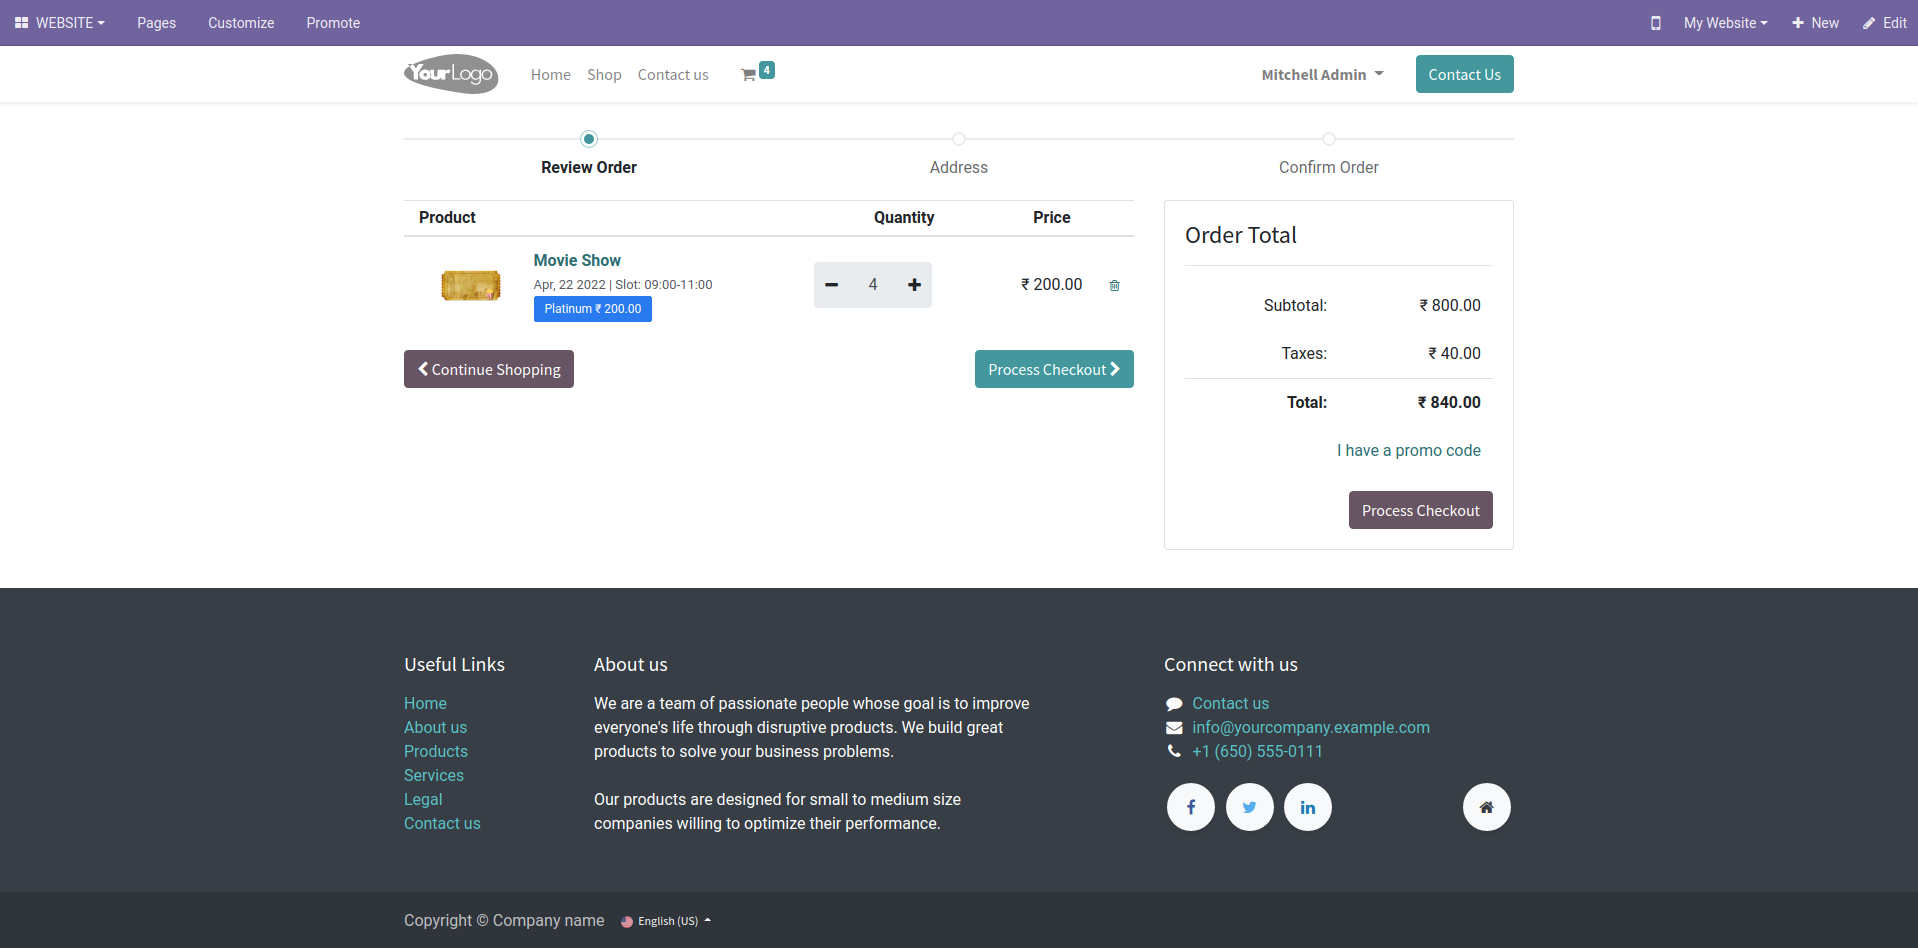 WEBSITE Pages Customize Promote My Website New Edit
YourLogo Home Shop Contact us 4 Mitchell Admin Contact Us
Review Order Address Confirm Order
Product Quantity Price
Movie Show
Apr, 22 2022 | Slot: 09:00-11:00
Platinum ₹ 200.00
4 ₹ 200.00
Continue Shopping Process Checkout
Order Total
Subtotal: ₹ 800.00
Taxes: ₹ 40.00
Total: ₹ 840.00
I have a promo code
Process Checkout
Useful Links
Home
About us
Products
Services
Legal
Contact us
About us
We are a team of passionate people whose goal is to improve
everyone's life through disruptive products. We build great
products to solve your business problems.
Our products are designed for small to medium size
companies willing to optimize their performance.
Connect with us
Contact us
info@yourcompany.example.com
+1 (650) 555-0111
Copyright © Company name English (US)